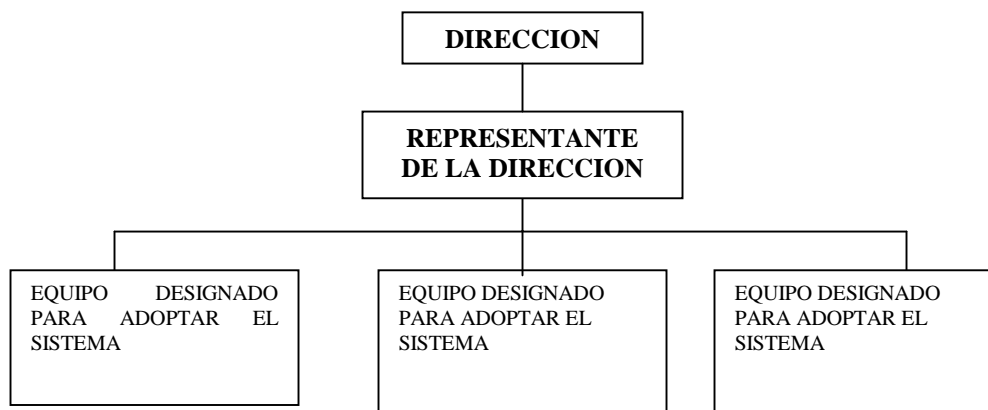 DIRECCION
REPRESENTANTE
DE LA DIRECCION
EQUIPO DESIGNADO
PARA ADOPTAR EL
SISTEMA
EQUIPO DESIGNADO
PARA ADOPTAR EL
SISTEMA
EQUIPO DESIGNADO
PARA ADOPTAR EL
SISTEMA